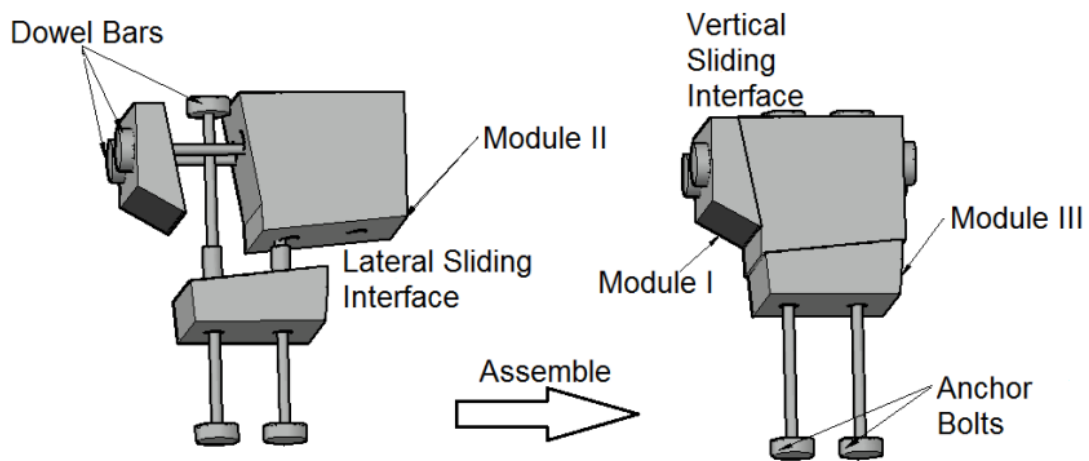 Dowel Bars
Module II
Lateral Sliding
Interface
Assemble
Vertical
Sliding
Interface
Module III
Module I
Anchor
Bolts